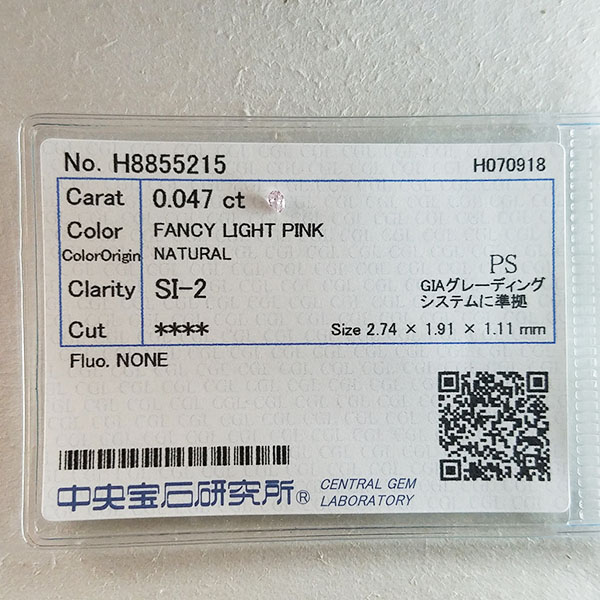 No. H8855215
H070918
Carat 0.047 ct
Color FANCY LIGHT PINK
ColorOrigin NATURAL
Clarity SI-2
PS
GIAグレーディング
システムに準拠
Cut ****
Size 2.74 × 1.91 × 1.11 mm
Fluo. NONE
中央宝石研究所®
CENTRAL GEM
LABORATORY